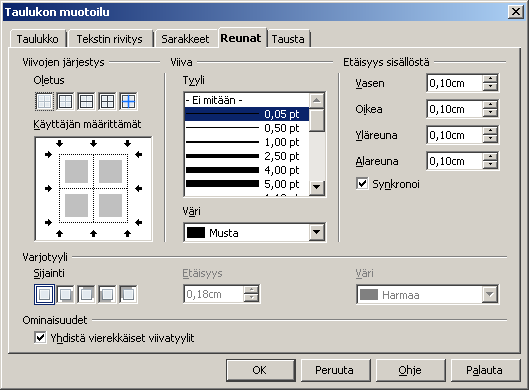 Taulukon muotoilu
Taulukko Tekstin rivitys Sarakkeet Reunat Tausta
Viivojen järjestys
Oletus
Käyttäjän määrittämät
Viiva
Tyyli
- Ei mitään -
0,05 pt
0,50 pt
1,00 pt
2,50 pt
4,00 pt
5,00 pt
Väri
Musta
Etäisyys sisällöstä
Vasen 0,10cm
Oikea 0,10cm
Yläreuna 0,10cm
Alareuna 0,10cm
Synkronoi
Varjotyyli
Sijainti
Etäisyys
0,18cm
Väri
Harmaa
Ominaisuudet
Yhdistä vierekkäiset viivatyylit
OK Peruuta Ohje Palauta